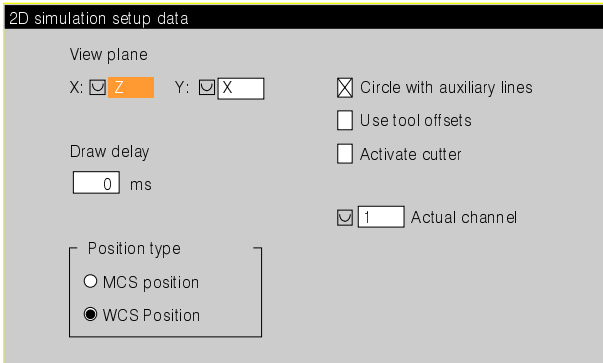 2D simulation setup data
View plane
X: Z Y: X
Circle with auxiliary lines
Use tool offsets
Draw delay
Activate cutter
0 ms
1 Actual channel
Position type
MCS position
WCS Position